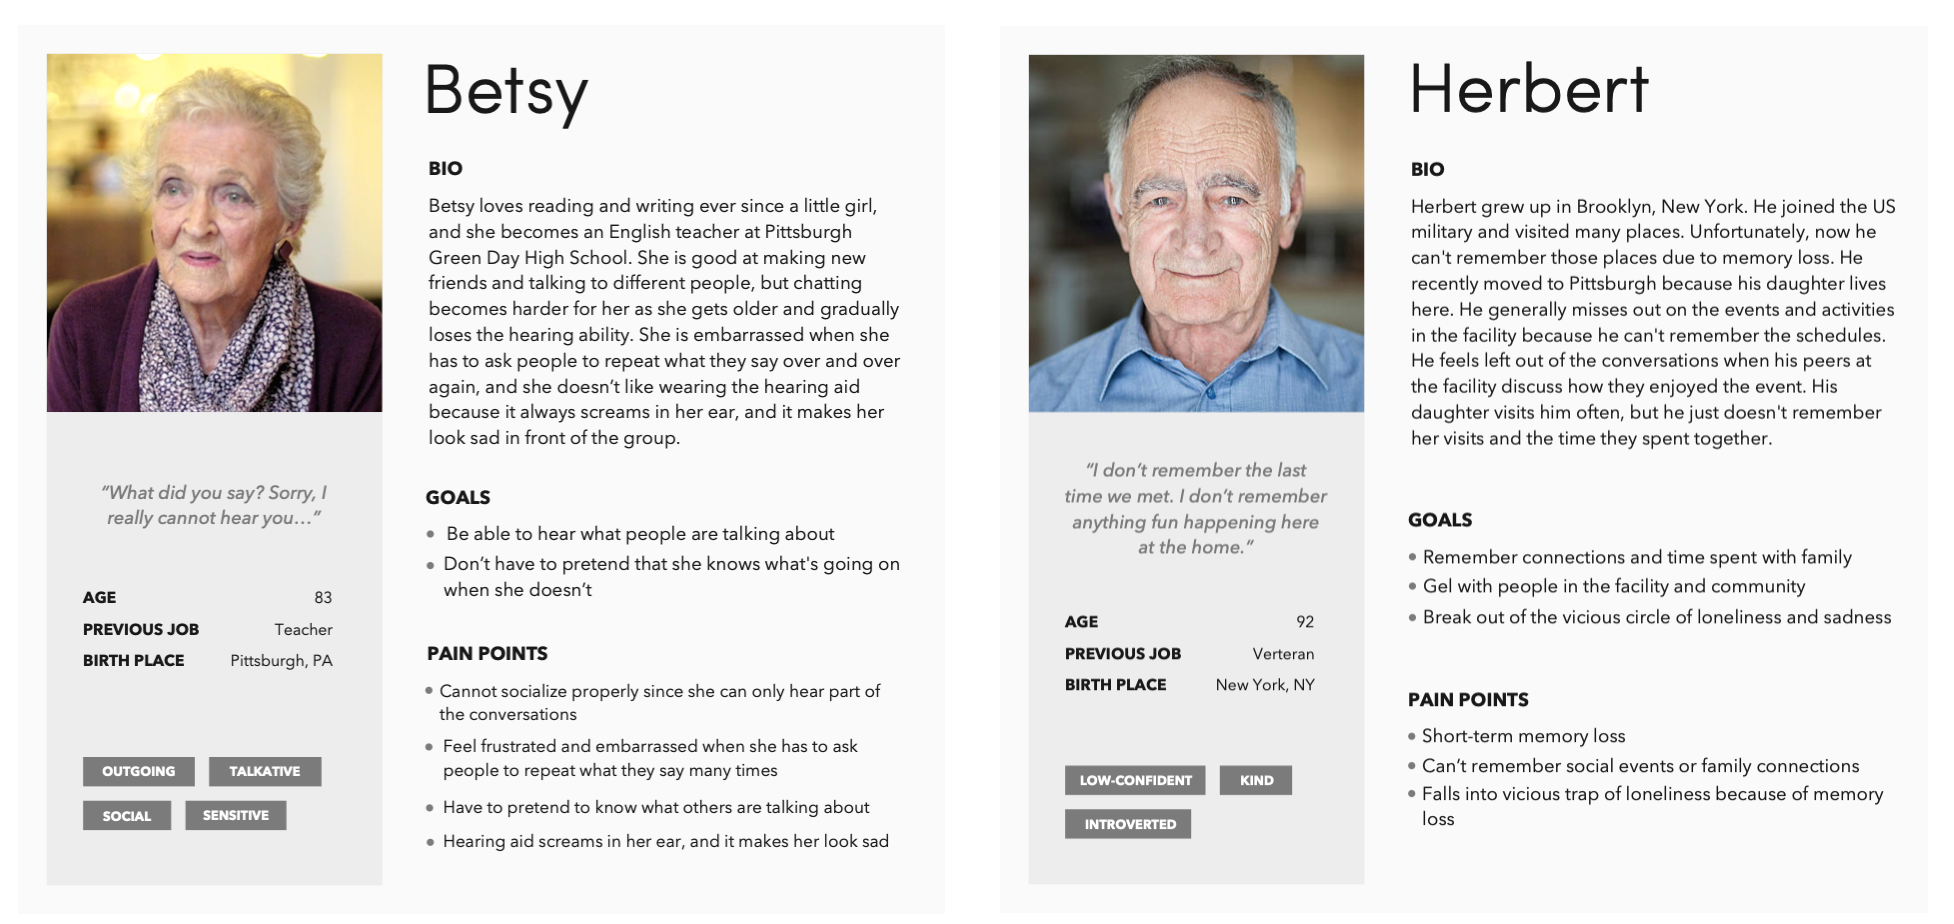 Betsy
BIO
Betsy loves reading and writing ever since a little girl,
and she becomes an English teacher at Pittsburgh
Green Day High School. She is good at making new
friends and talking to different people, but chatting
becomes harder for her as she gets older and gradually
loses the hearing ability. She is embarrassed when she
has to ask people to repeat what they say over and over
again, and she doesn’t like wearing the hearing aid
because it always screams in her ear, and it makes her
look sad in front of the group.
“What did you say? Sorry, I
really cannot hear you…”
AGE 83
PREVIOUS JOB Teacher
BIRTH PLACE Pittsburgh, PA
OUTGOING TALKATIVE
SOCIAL SENSITIVE
GOALS
• Be able to hear what people are talking about
• Don’t have to pretend that she knows what's going on
when she doesn’t
PAIN POINTS
• Cannot socialize properly since she can only hear part of
the conversations
• Feel frustrated and embarrassed when she has to ask
people to repeat what they say many times
• Have to pretend to know what others are talking about
• Hearing aid screams in her ear, and it makes her look sad
Herbert
BIO
Herbert grew up in Brooklyn, New York. He joined the US
military and visited many places. Unfortunately, now he
can't remember those places due to memory loss. He
recently moved to Pittsburgh because his daughter lives
here. He generally misses out on the events and activities
in the facility because he can't remember the schedules.
He feels left out of the conversations when his peers at
the facility discuss how they enjoyed the event. His
daughter visits him often, but he just doesn't remember
her visits and the time they spent together.
“I don’t remember the last
time we met. I don’t remember
anything fun happening here
at the home.”
AGE 92
PREVIOUS JOB Verteran
BIRTH PLACE New York, NY
LOW-CONFIDENT KIND
INTROVERTED
GOALS
• Remember connections and time spent with family
• Gel with people in the facility and community
• Break out of the vicious circle of loneliness and sadness
PAIN POINTS
• Short-term memory loss
• Can’t remember social events or family connections
• Falls into vicious trap of loneliness because of memory
loss